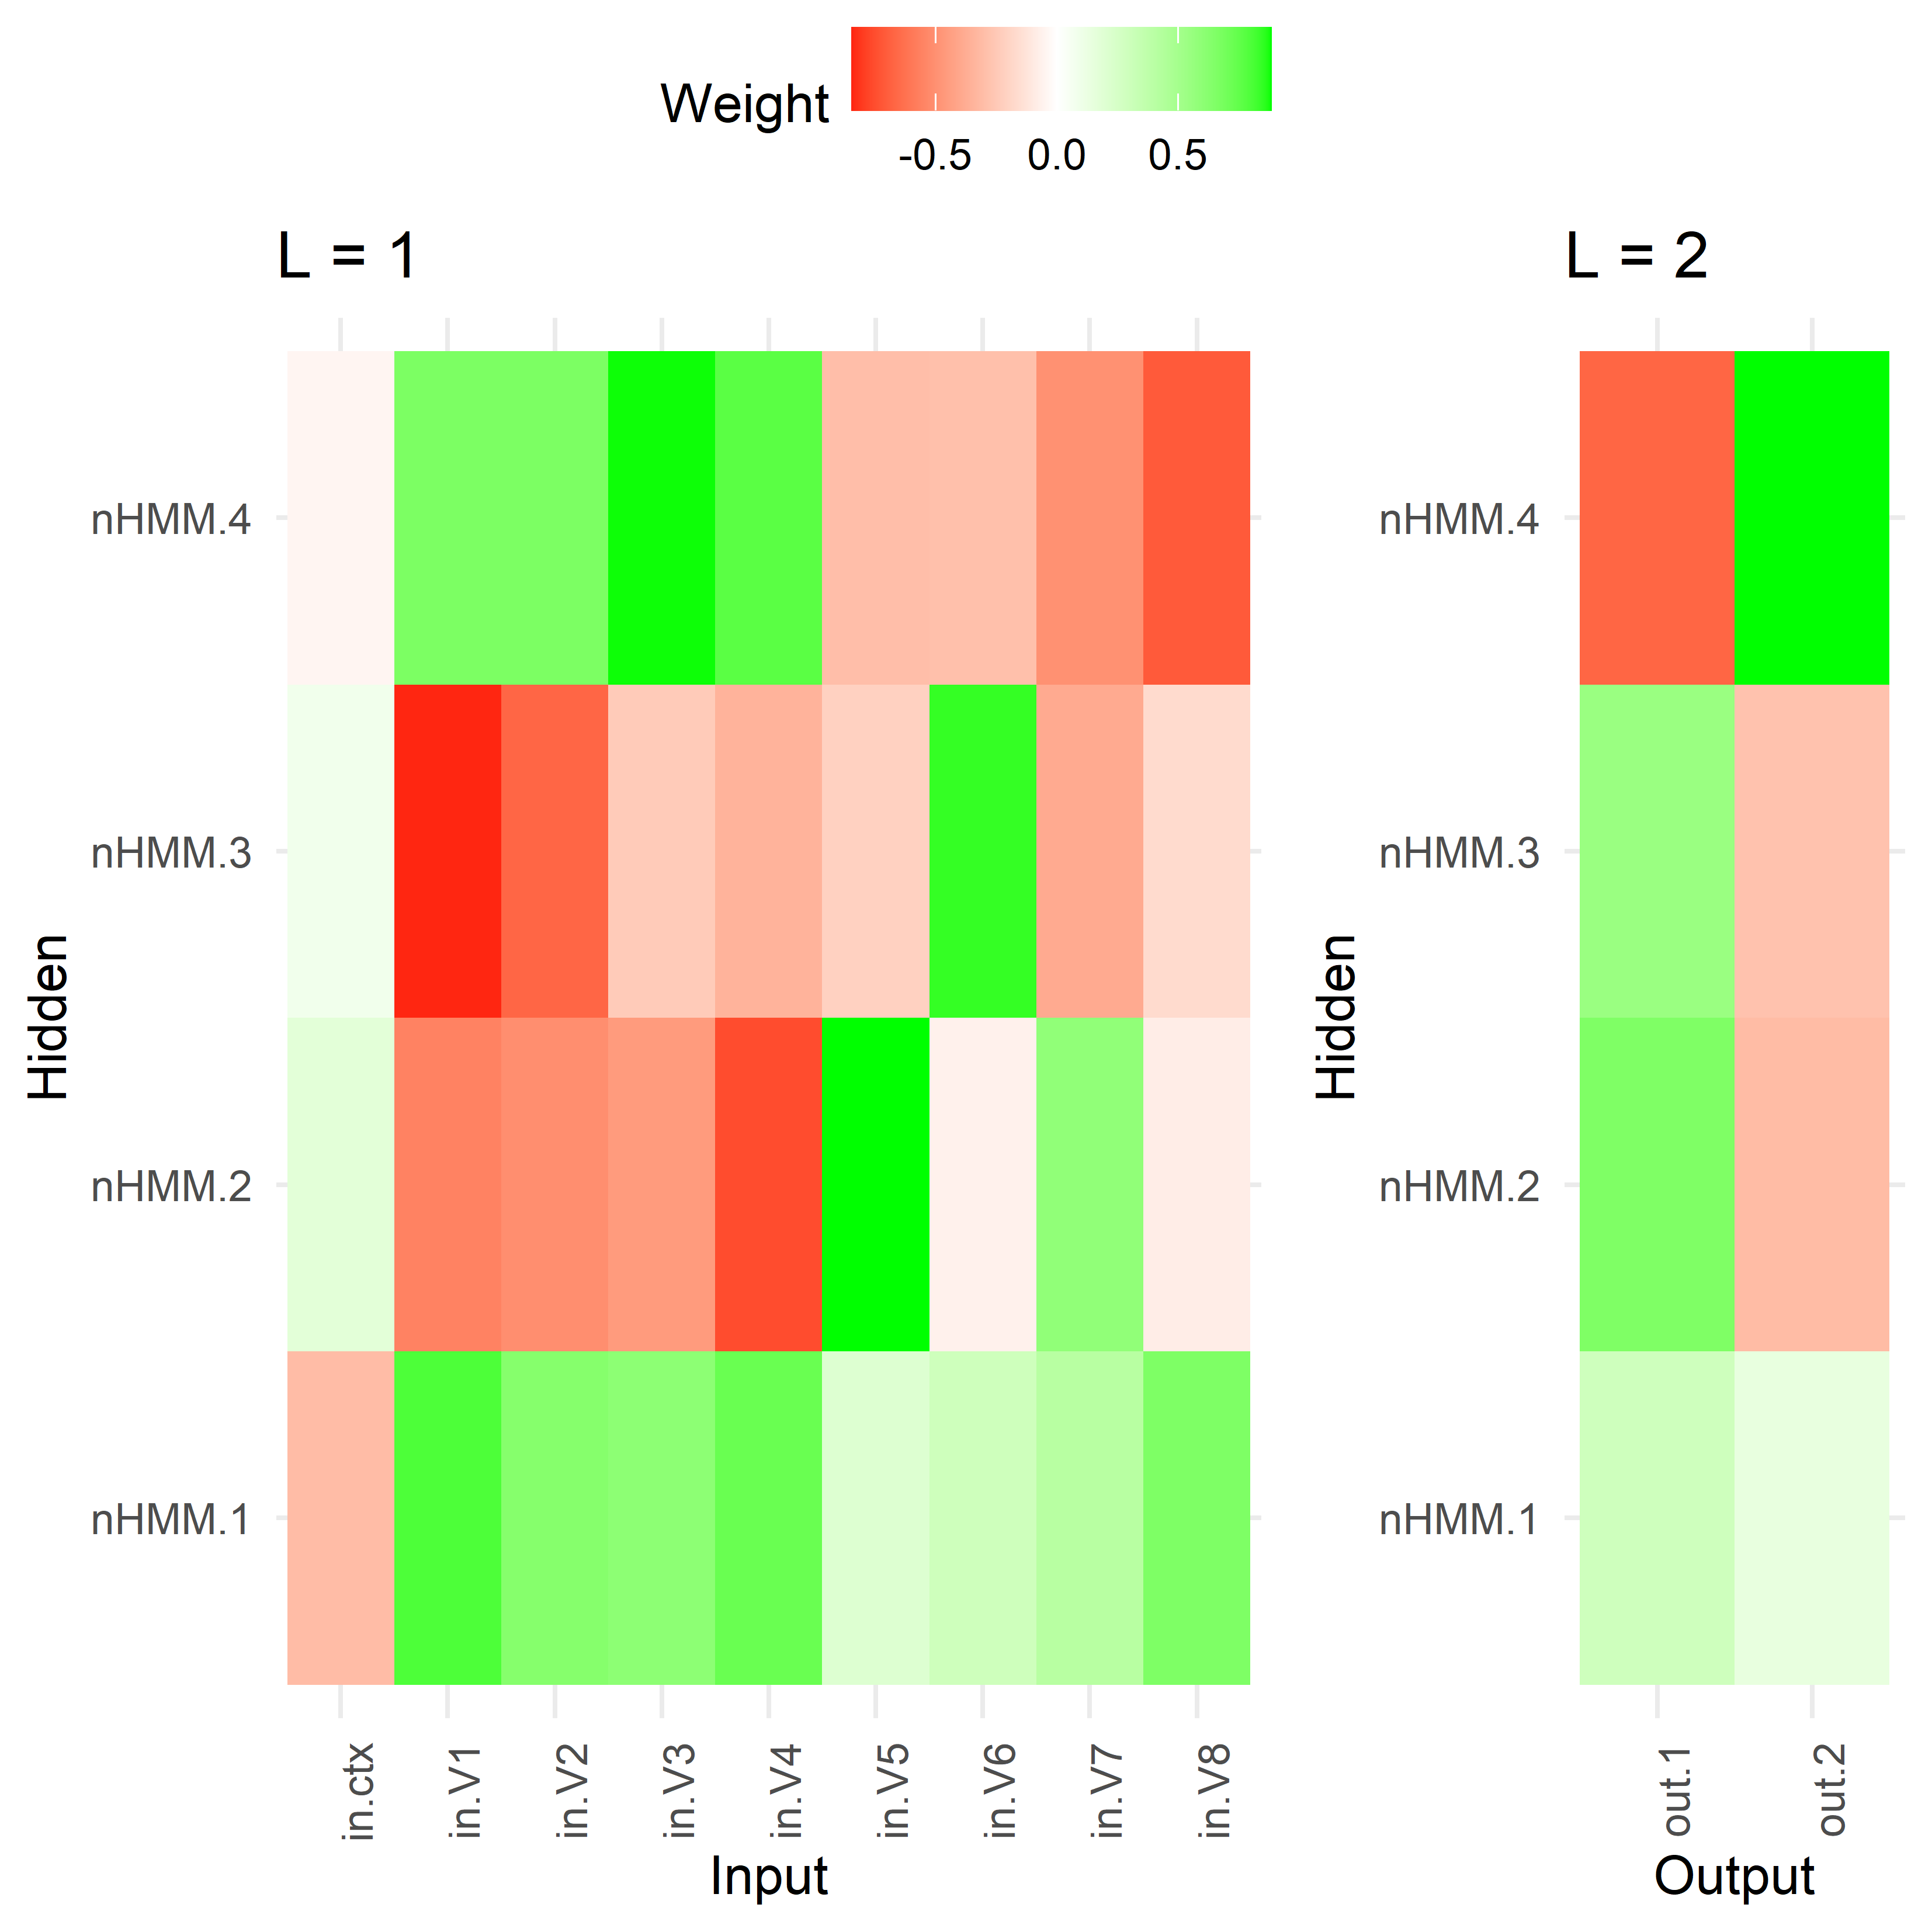 Weight
-0.5 0.0 0.5
L = 1
nHMM.4
nHMM.3
nHMM.2
nHMM.1
Hidden
in.ctx in.V1 in.V2 in.V3 in.V4 in.V5 in.V6 in.V7 in.V8
Input
L = 2
nHMM.4
nHMM.3
nHMM.2
nHMM.1
Hidden
out.1 out.2
Output